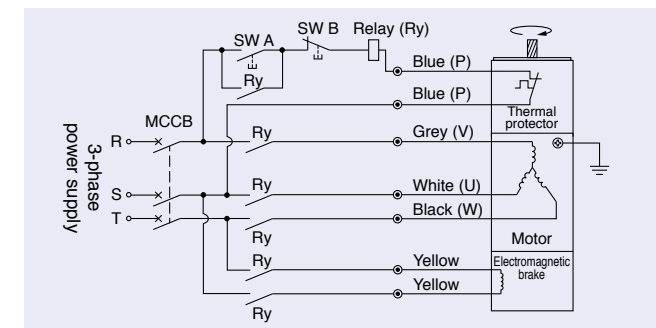 SW A
SW B
Relay (Ry)
Blue (P)
Ry
Blue (P)
Thermal
protector
MCCB
3-phase
power supply
R
Ry
Grey (V)
S
Ry
White (U)
T
Black (W)
Ry
Motor
Ry
Yellow
Electromagnetic
brake
Yellow
Ry